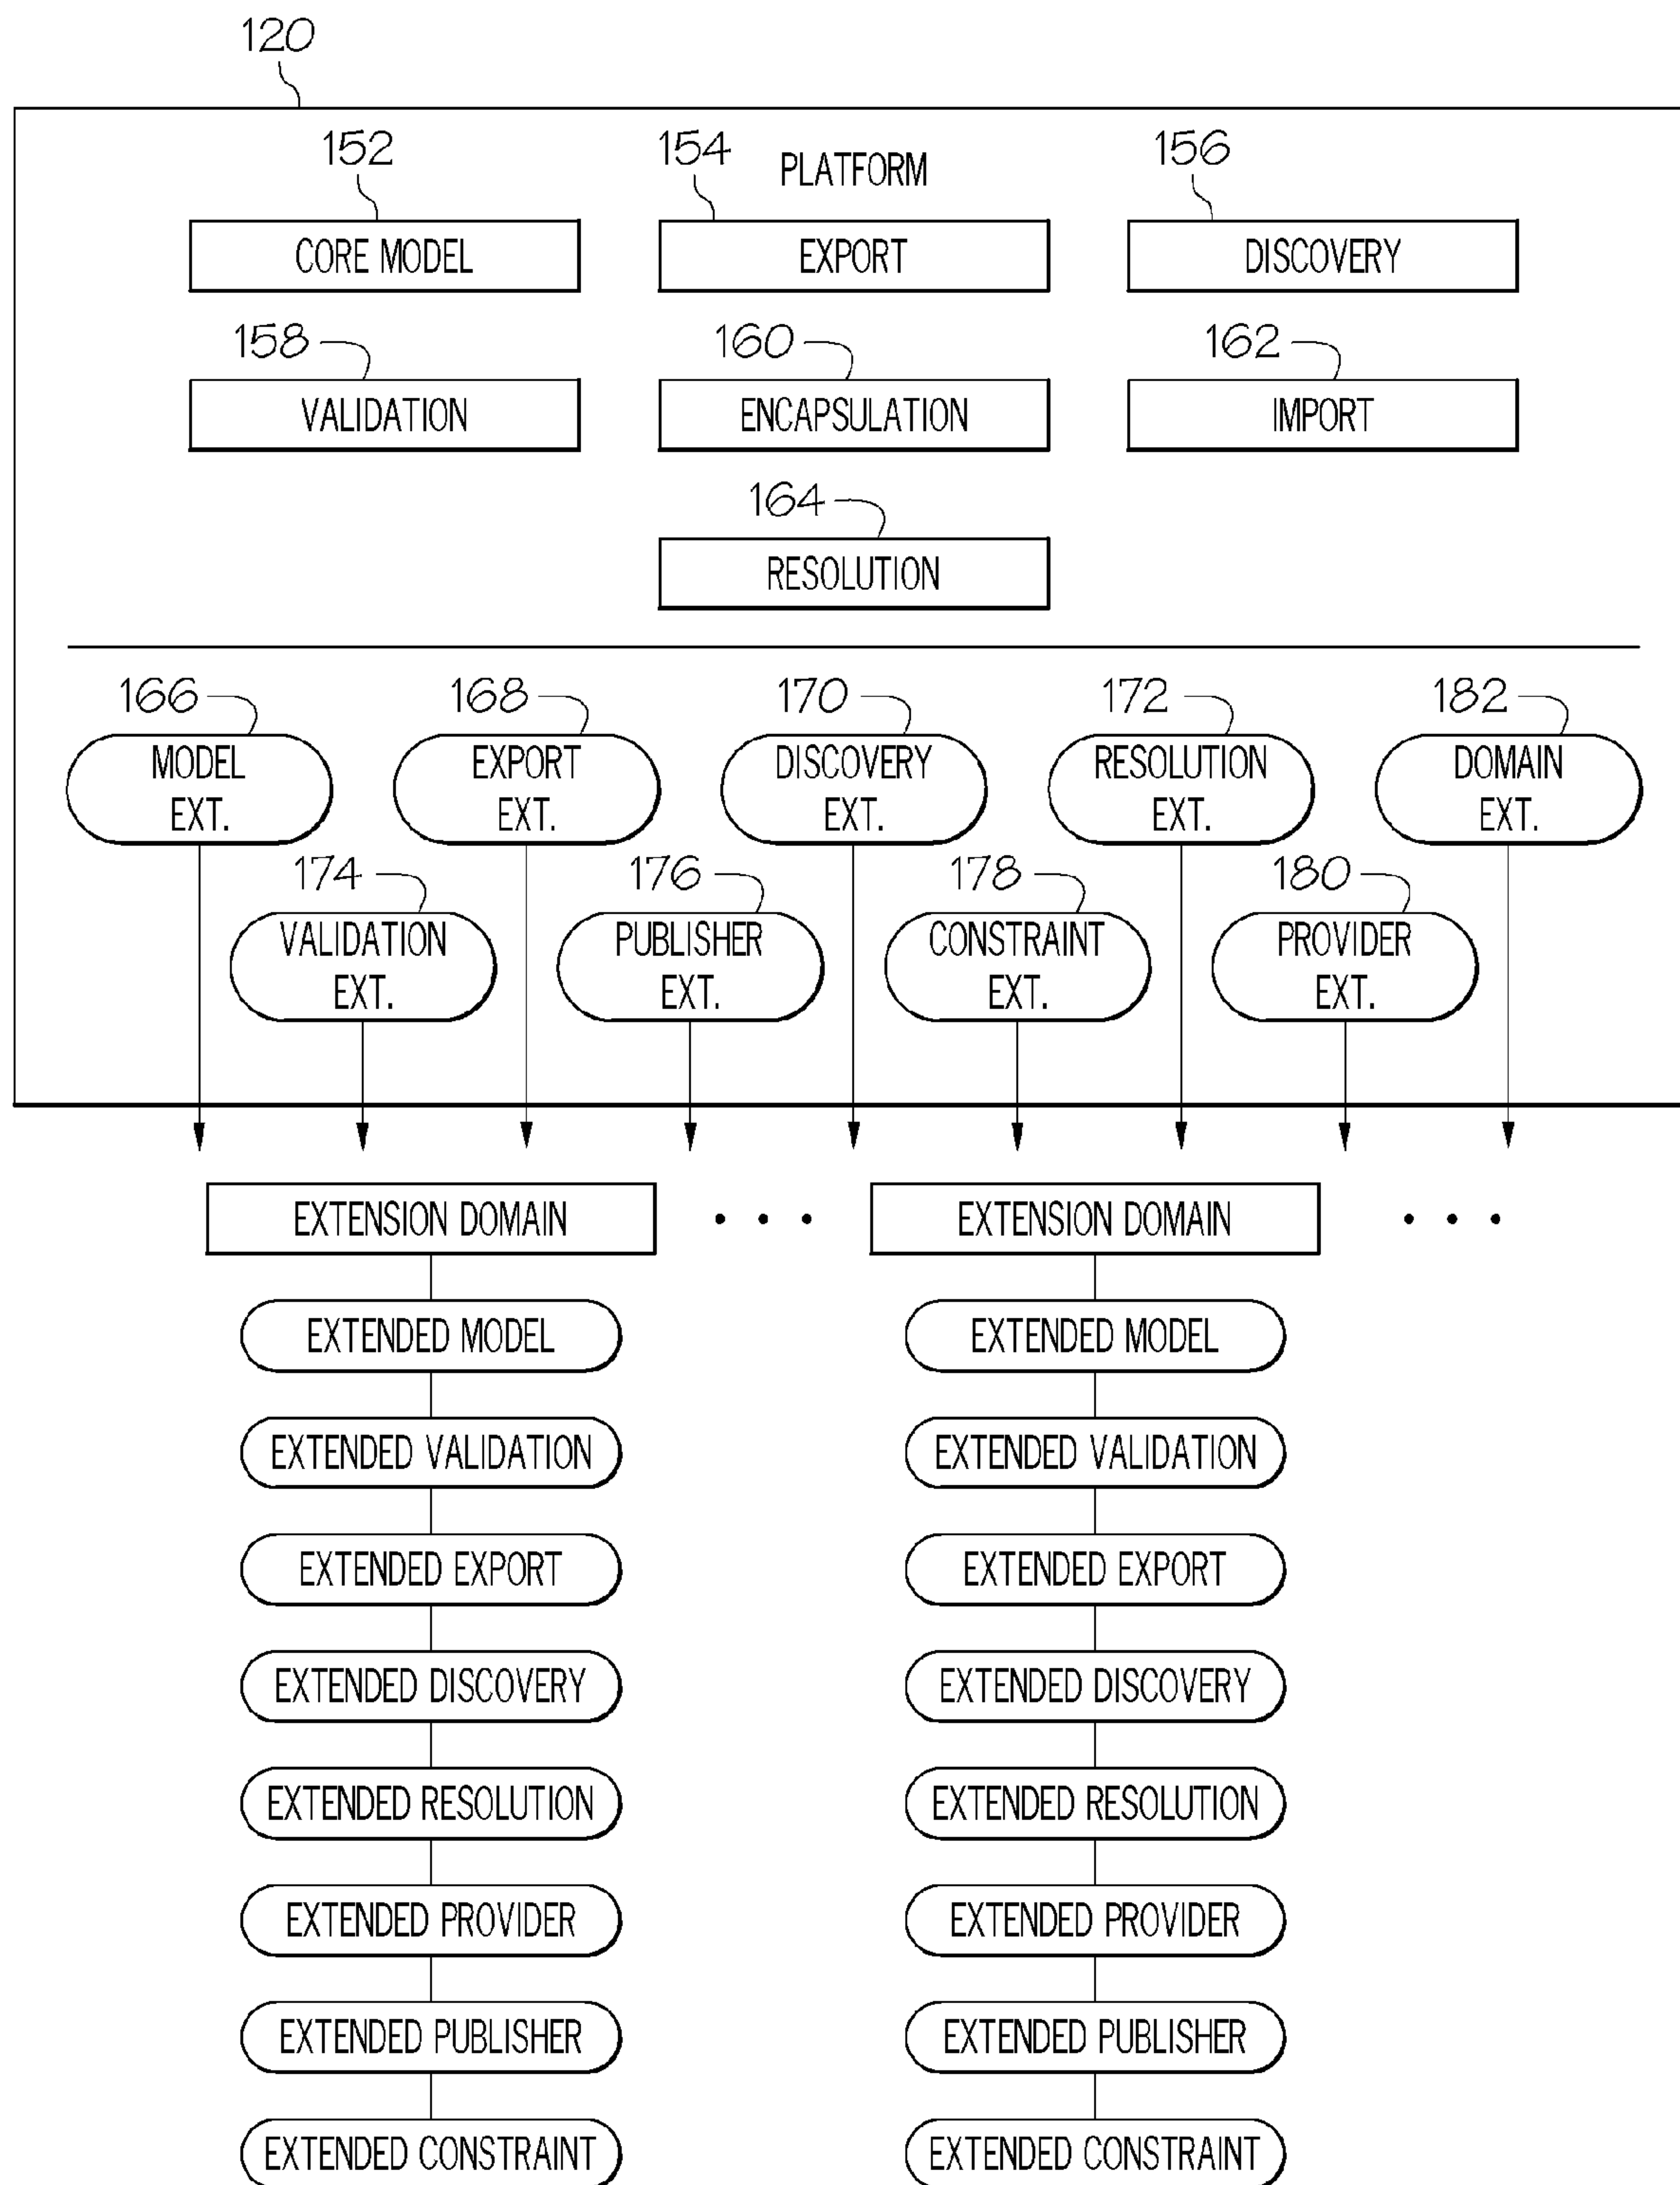 120
152
154
PLATFORM
156
CORE MODEL
EXPORT
DISCOVERY
158
160
162
VALIDATION
ENCAPSULATION
IMPORT
164
RESOLUTION
166
168
170
172
182
MODEL
EXT.
EXPORT
EXT.
DISCOVERY
EXT.
RESOLUTION
EXT.
DOMAIN
EXT.
174
176
178
180
VALIDATION
EXT.
PUBLISHER
EXT.
CONSTRAINT
EXT.
PROVIDER
EXT.
EXTENSION DOMAIN
• • •
EXTENSION DOMAIN
• • •
EXTENDED MODEL
EXTENDED VALIDATION
EXTENDED EXPORT
EXTENDED DISCOVERY
EXTENDED RESOLUTION
EXTENDED PROVIDER
EXTENDED PUBLISHER
EXTENDED CONSTRAINT
EXTENDED MODEL
EXTENDED VALIDATION
EXTENDED EXPORT
EXTENDED DISCOVERY
EXTENDED RESOLUTION
EXTENDED PROVIDER
EXTENDED PUBLISHER
EXTENDED CONSTRAINT